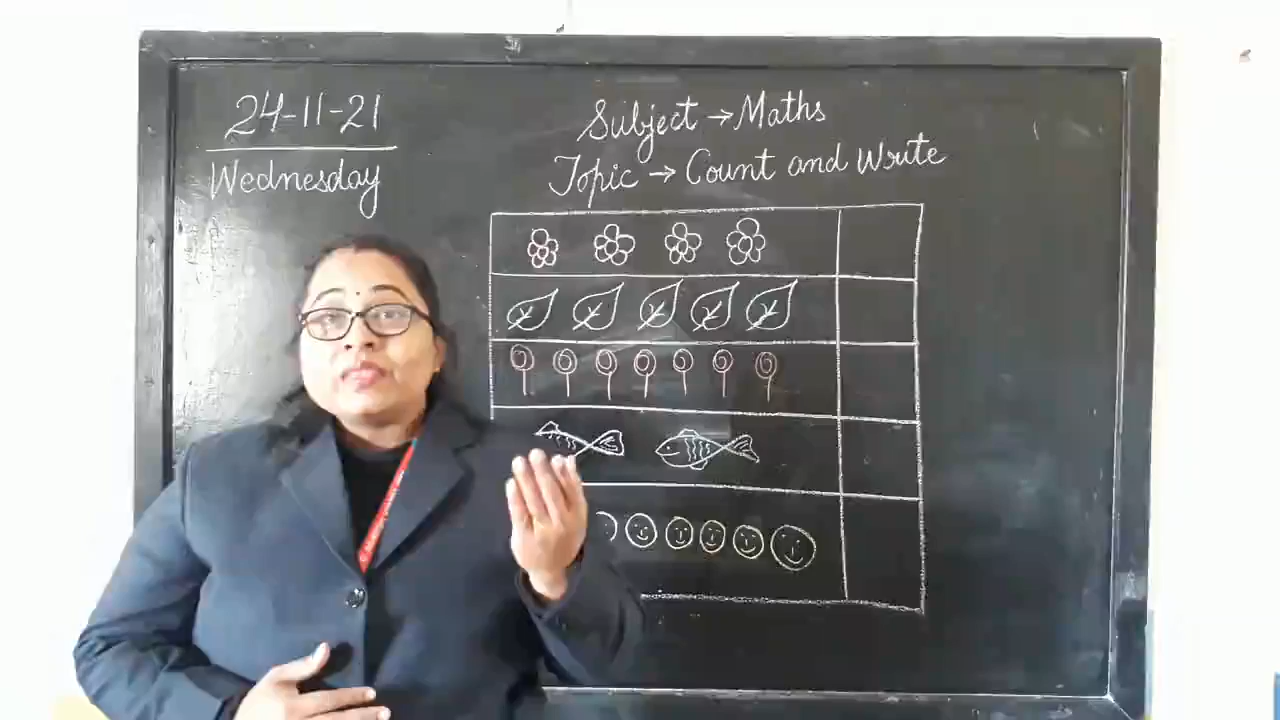 24-11-21
Wednesday
Subject → Maths
Topic → Count and Write